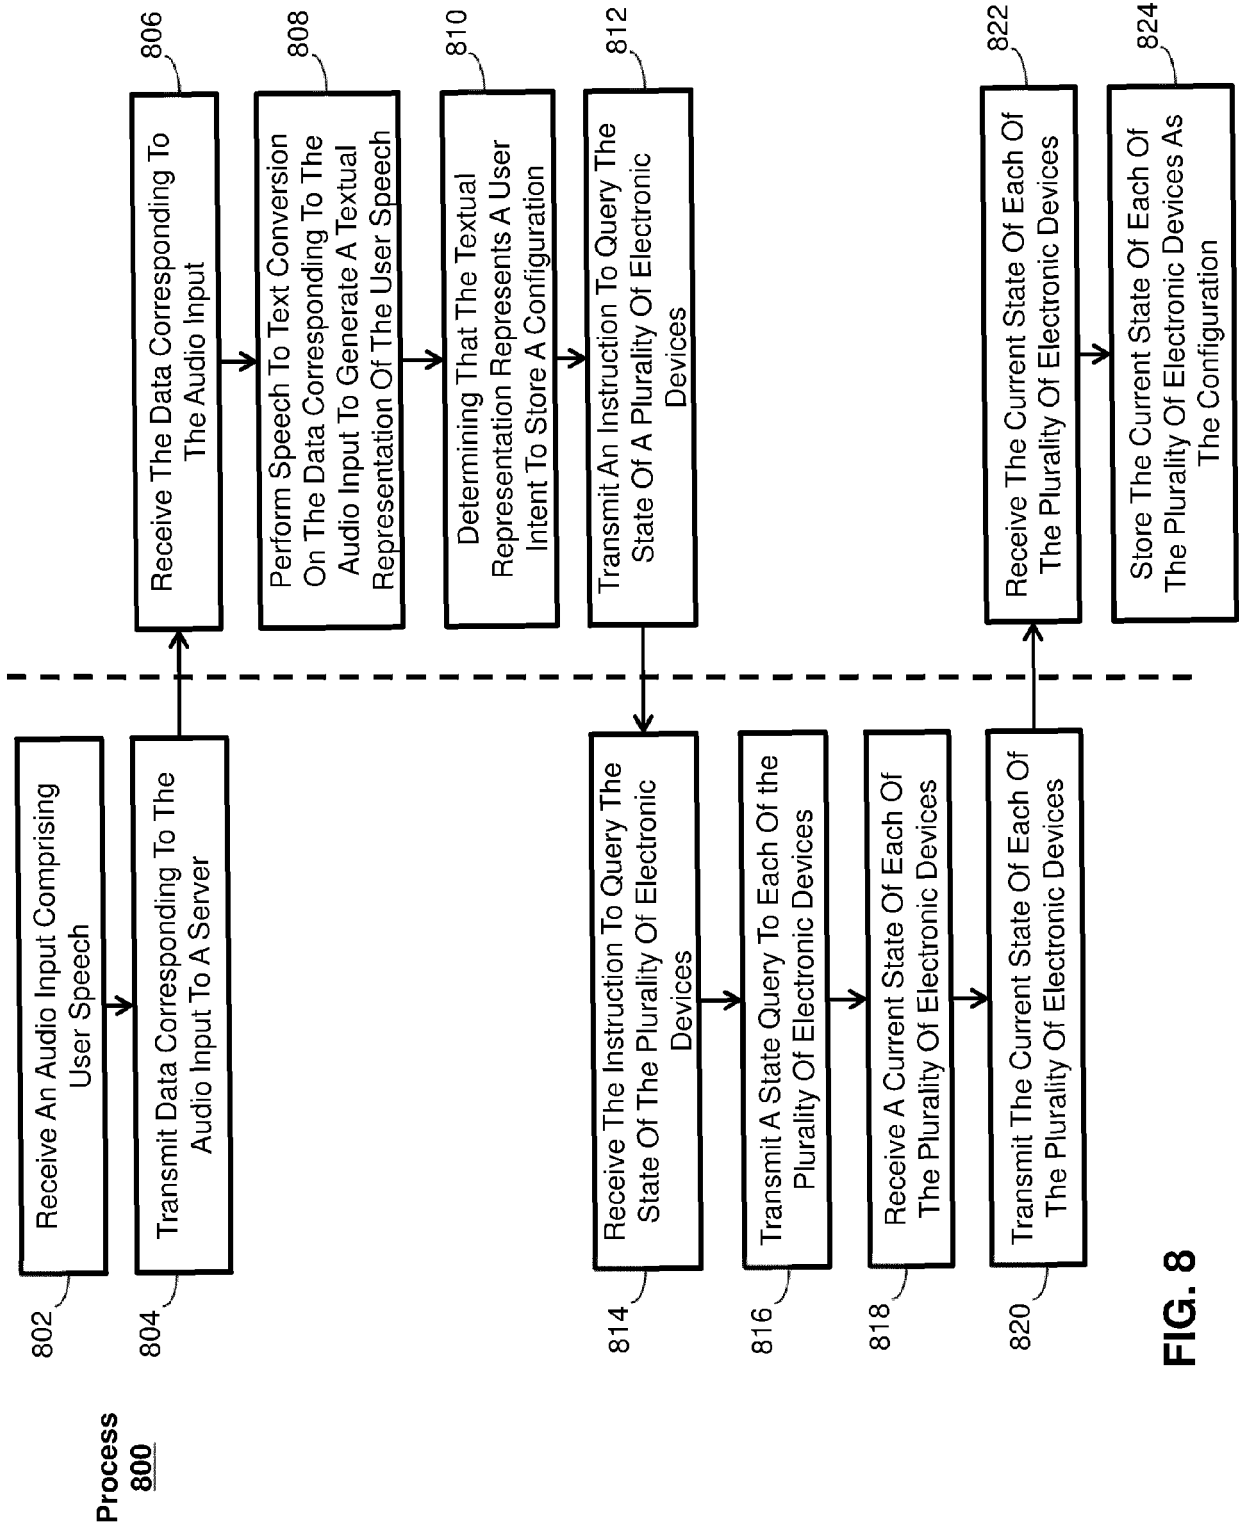 Process
800
802
Receive An Audio Input Comprising
User Speech
804
Transmit Data Corresponding To The
Audio Input To A Server
806
Receive The Data Corresponding To
The Audio Input
808
Perform Speech To Text Conversion
On The Data Corresponding To The
Audio Input To Generate A Textual
Representation Of The User Speech
810
Determining That The Textual
Representation Represents A User
Intent To Store A Configuration
812
Transmit An Instruction To Query The
State Of A Plurality Of Electronic
Devices
814
Receive The Instruction To Query The
State Of The Plurality Of Electronic
Devices
816
Transmit A State Query To Each Of the
Plurality Of Electronic Devices
818
Receive A Current State Of Each Of
The Plurality Of Electronic Devices
820
Transmit The Current State Of Each Of
The Plurality Of Electronic Devices
822
Receive The Current State Of Each Of
The Plurality Of Electronic Devices
824
Store The Current State Of Each Of
The Plurality Of Electronic Devices As
The Configuration
FIG. 8